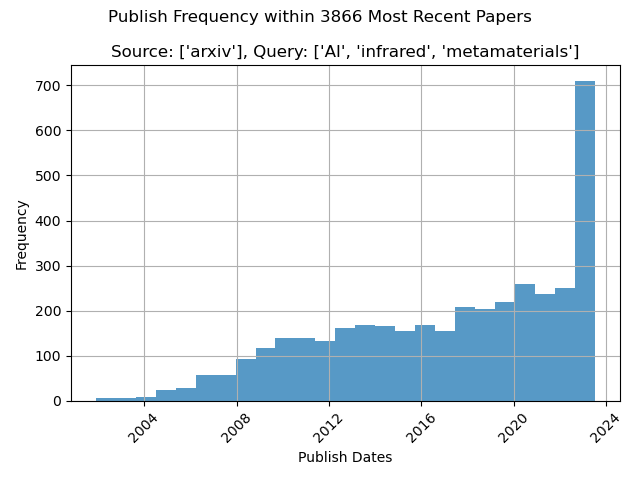 Publish Frequency within 3866 Most Recent Papers
Source: ['arxiv'], Query: ['AI', 'infrared', 'metamaterials']
700
600
500
400
300
200
100
0
Frequency
2004 2008 2012 2016 2020 2024
Publish Dates